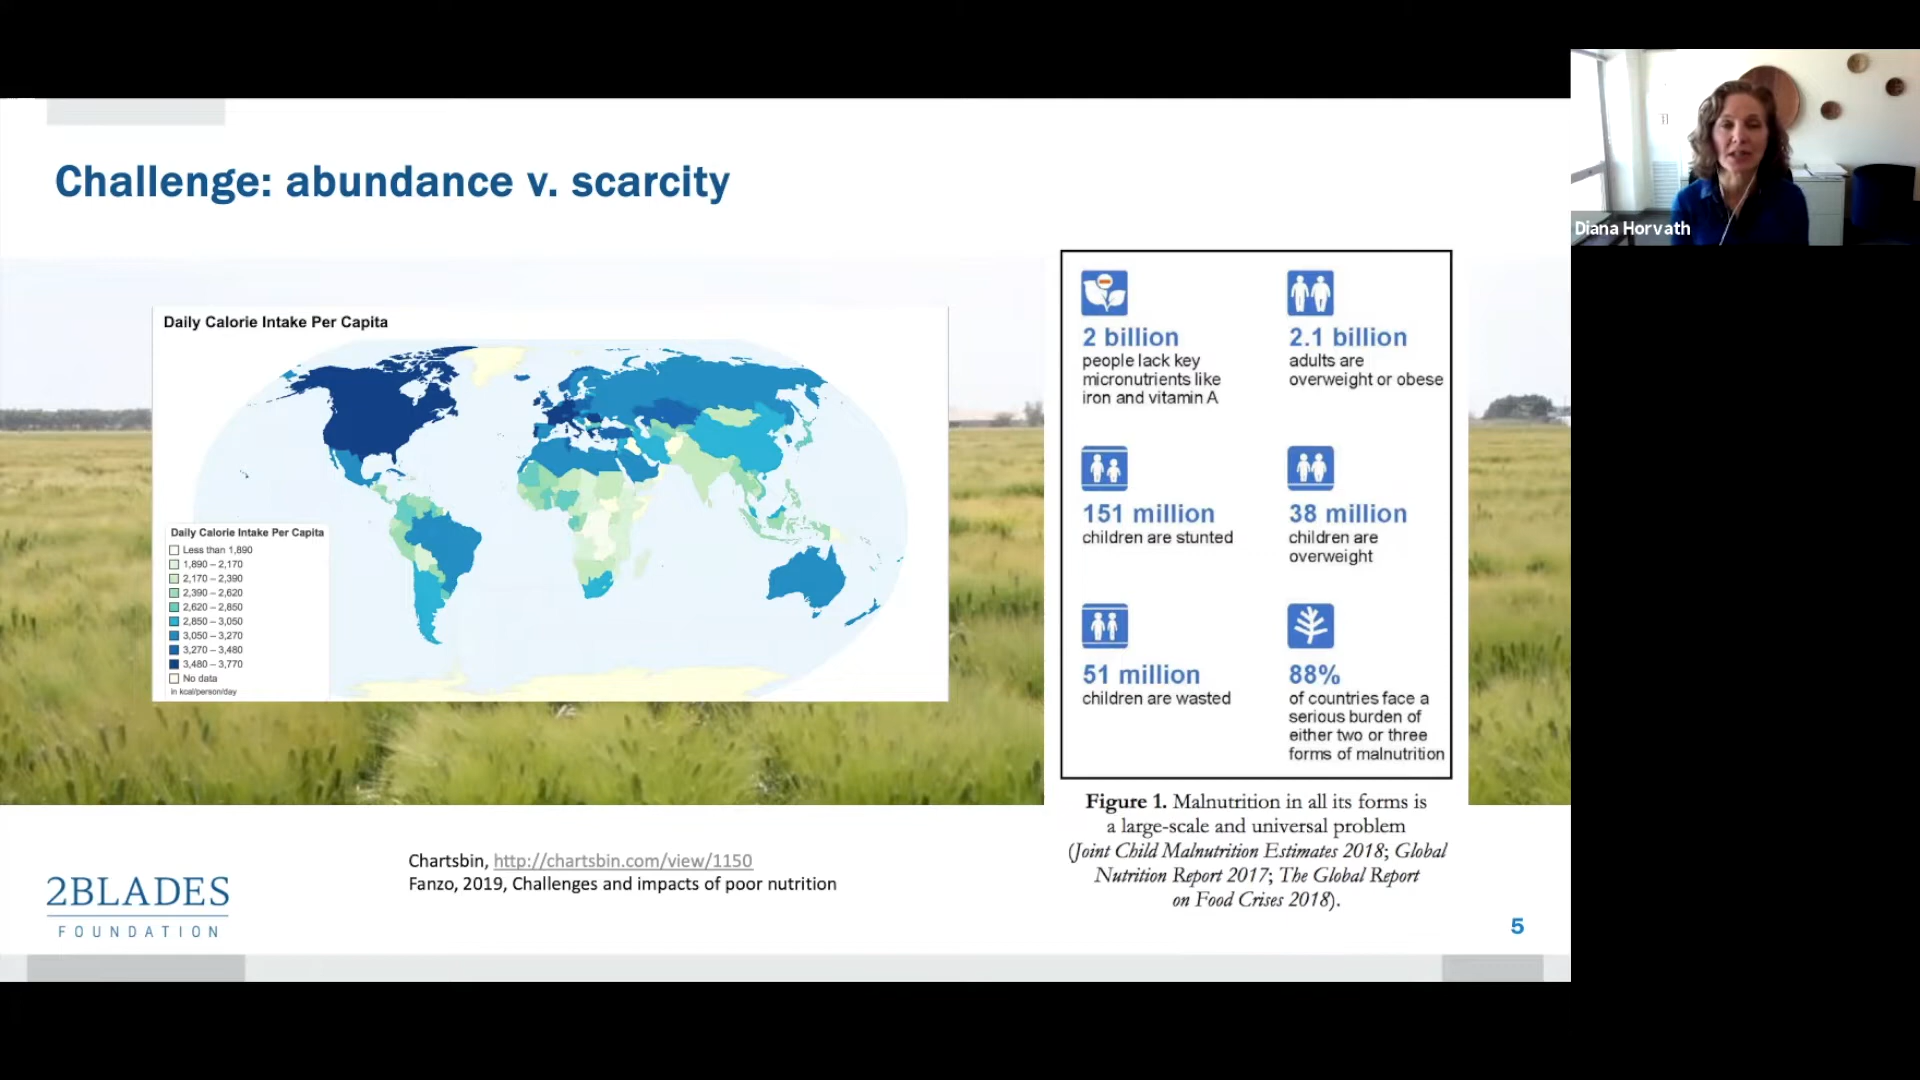 Challenge: abundance v. scarcity
Daily Calorie Intake Per Capita
Daily Calorie Intake Per Capita
Less than 1,890
1,890 – 2,170
2,170 – 2,390
2,390 – 2,620
2,620 – 2,850
2,850 – 3,050
3,050 – 3,270
3,270 – 3,480
3,480 – 3,770
No data
in kcal/person/day
2 billion
people lack key
micronutrients like
iron and vitamin A
2.1 billion
adults are
overweight or obese
151 million
children are stunted
38 million
children are
overweight
51 million
children are wasted
88%
of countries face a
serious burden of
either two or three
forms of malnutrition
Figure 1. Malnutrition in all its forms is
a large-scale and universal problem
(Joint Child Malnutrition Estimates 2018; Global
Nutrition Report 2017; The Global Report
on Food Crises 2018).
Chartsbin, http://chartsbin.com/view/1150
Fanzo, 2019, Challenges and impacts of poor nutrition
2BLADES
FOUNDATION
5
Diana Horvath